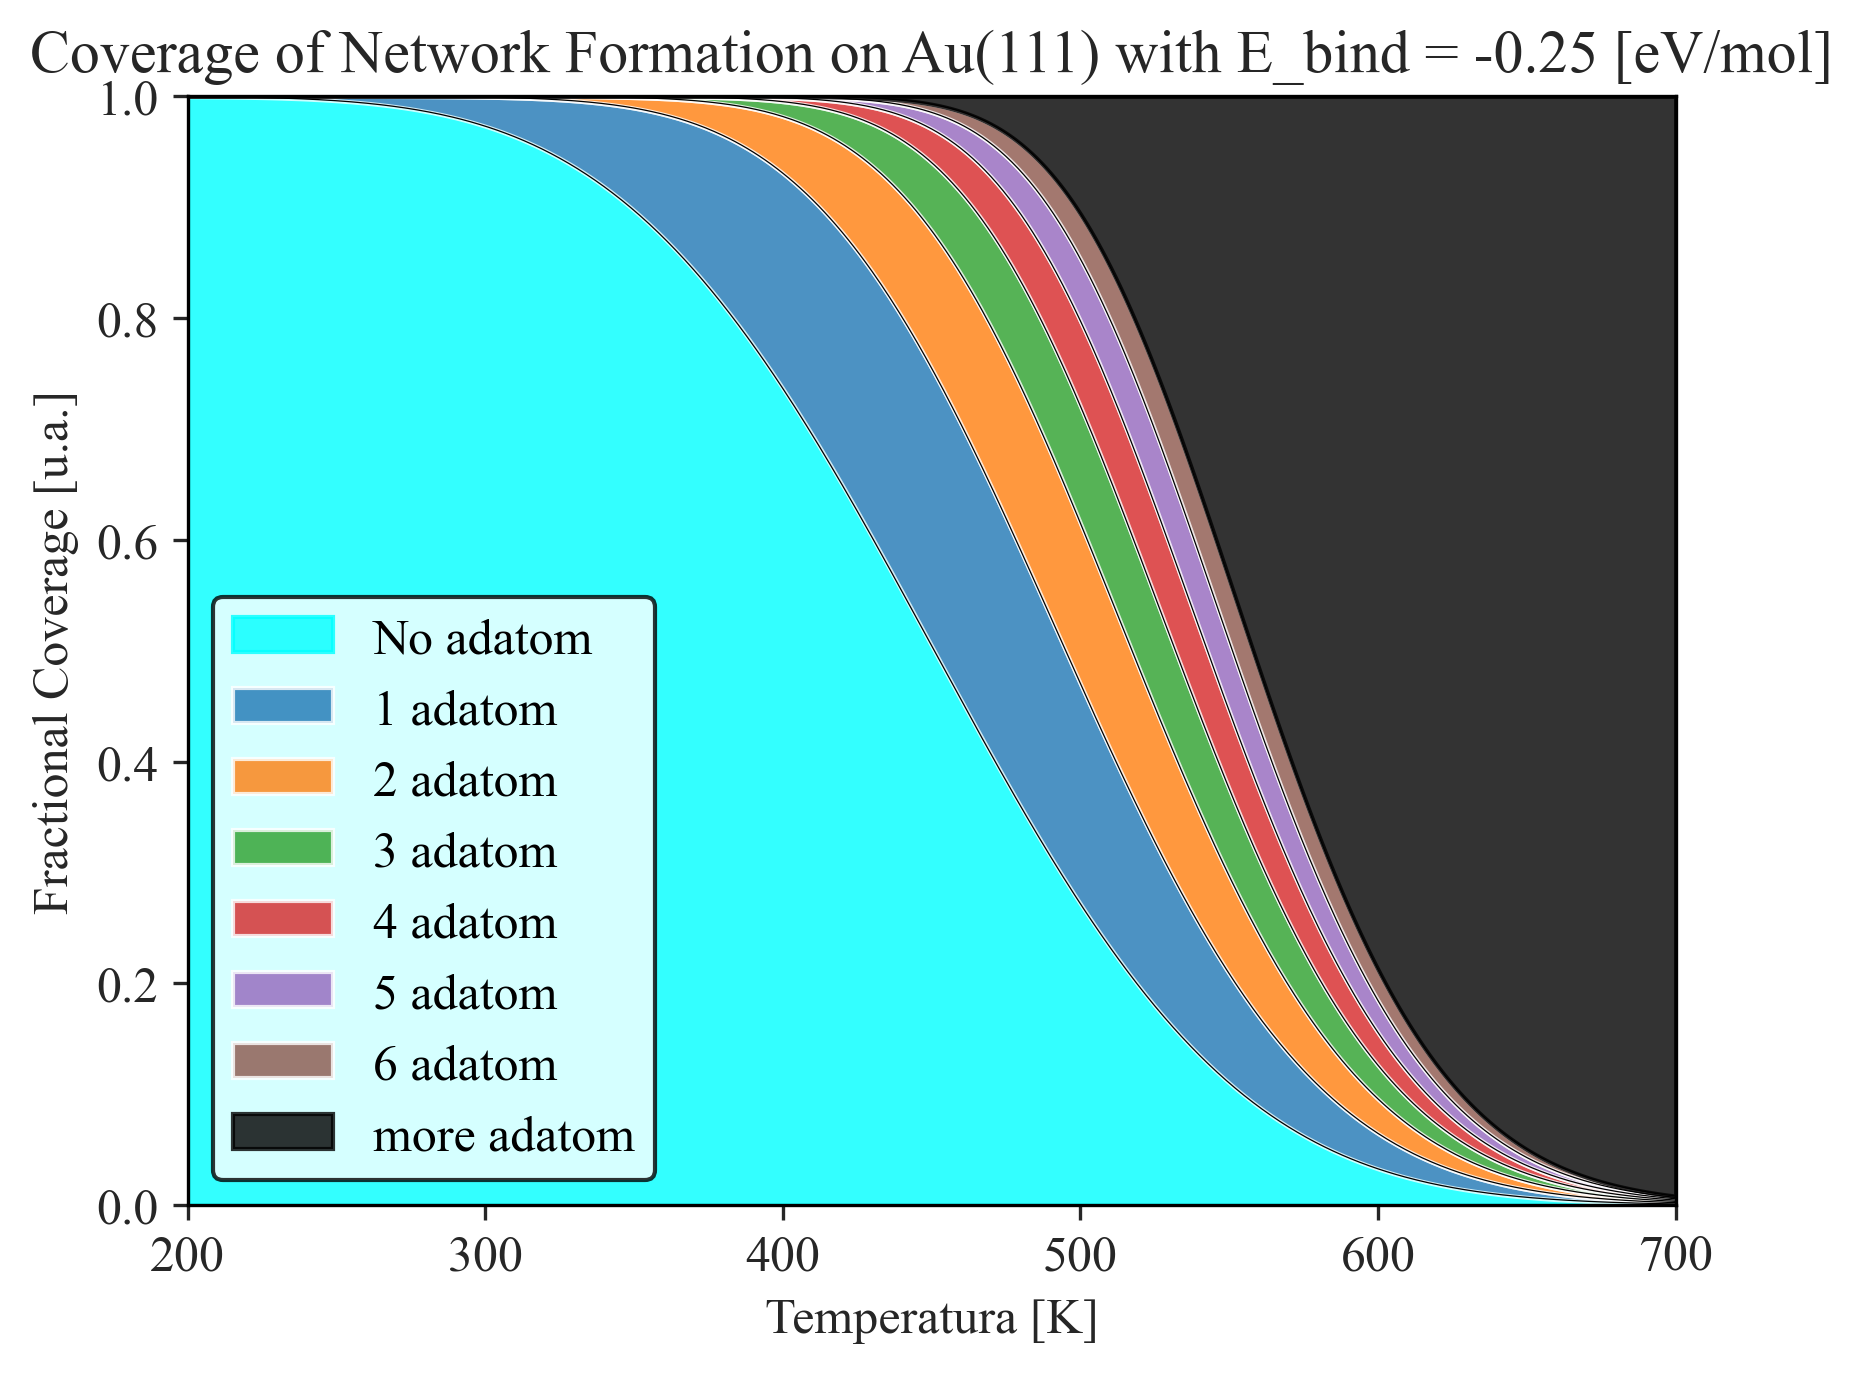 Coverage of Network Formation on Au(111) with E_bind = -0.25 [eV/mol]
Fractional Coverage [u.a.]
1.0
0.8
0.6
0.4
0.2
0.0
No adatom
1 adatom
2 adatom
3 adatom
4 adatom
5 adatom
6 adatom
more adatom
200 300 400 500 600 700
Temperatura [K]